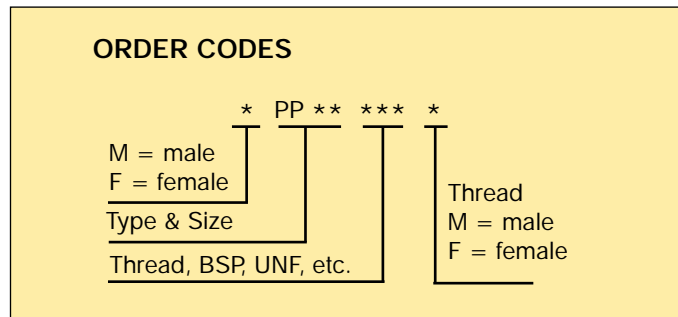 ORDER CODES
* PP ** *** *
M = male
F = female
Type & Size
Thread, BSP, UNF, etc.
Thread
M = male
F = female